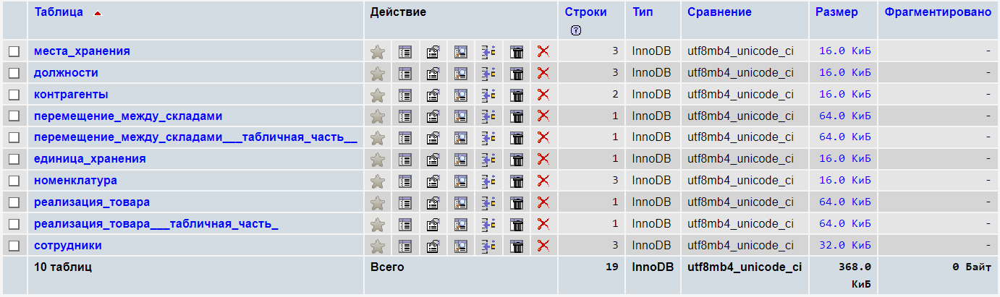 Таблица Действие Строки Тип Сравнение Размер Фрагментировано
места_хранения 3 InnoDB utf8mb4_unicode_ci 16.0 КиБ -
должности 3 InnoDB utf8mb4_unicode_ci 16.0 КиБ -
контрагенты 2 InnoDB utf8mb4_unicode_ci 16.0 КиБ -
перемещение_между_складами 1 InnoDB utf8mb4_unicode_ci 64.0 КиБ -
перемещение_между_складами___табличная_часть__ 1 InnoDB utf8mb4_unicode_ci 64.0 КиБ -
единица_хранения 1 InnoDB utf8mb4_unicode_ci 16.0 КиБ -
номенклатура 3 InnoDB utf8mb4_unicode_ci 16.0 КиБ -
реализация_товара 1 InnoDB utf8mb4_unicode_ci 64.0 КиБ -
реализация_товара___табличная_часть_ 1 InnoDB utf8mb4_unicode_ci 64.0 КиБ -
сотрудники 3 InnoDB utf8mb4_unicode_ci 32.0 КиБ -
10 таблиц Всего 19 InnoDB utf8mb4_unicode_ci 368.0 0 Байт
КиБ